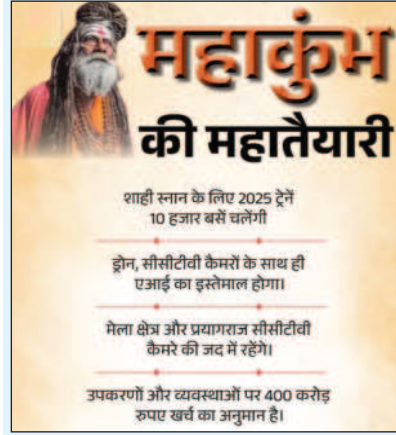 महाकुंभ
की महातैयारी
शाही स्नान के लिए 2025 ट्रेनें
10 हजार बसें चलेंगी
ड्रोन, सीसीटीवी कैमरों के साथ ही
एआई का इस्तेमाल होगा।
मेला क्षेत्र और प्रयागराज सीसीटीवी
कैमरे की जद में रहेंगे।
उपकरणों और व्यवस्थाओं पर 400 करोड़
रुपए खर्च का अनुमान है।